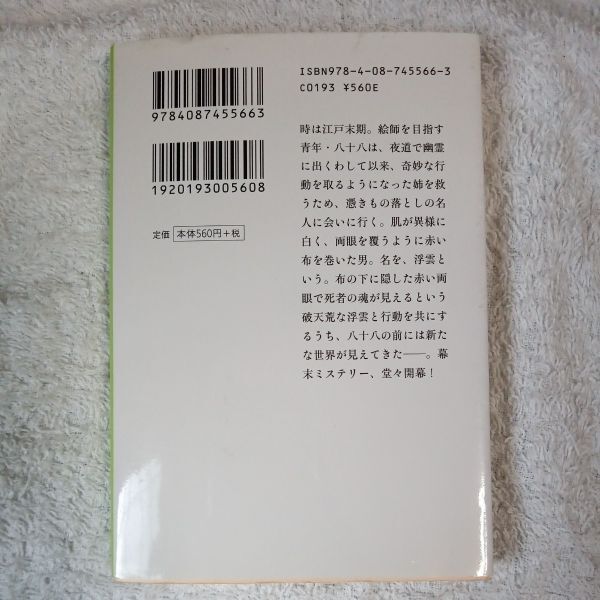 ISBN978-4-08-745566-3
C0193 ¥560E
9784087455663
1920193005608
定価 本体560円+税
時は江戸末期。絵師を目指す
青年・八十八は、夜道で幽霊
に出くわして以来、奇妙な行
動を取るようになった姉を救
うため、憑きもの落としの名
人に会いに行く。肌が異様に
白く、両眼を覆うように赤い
布を巻いた男。名を、浮雲と
いう。布の下に隠した赤い両
眼で死者の魂が見えるという
破天荒な浮雲と行動を共にす
るうち、八十八の前には新た
な世界が見えてきた――。幕
末ミステリー、堂々開幕!